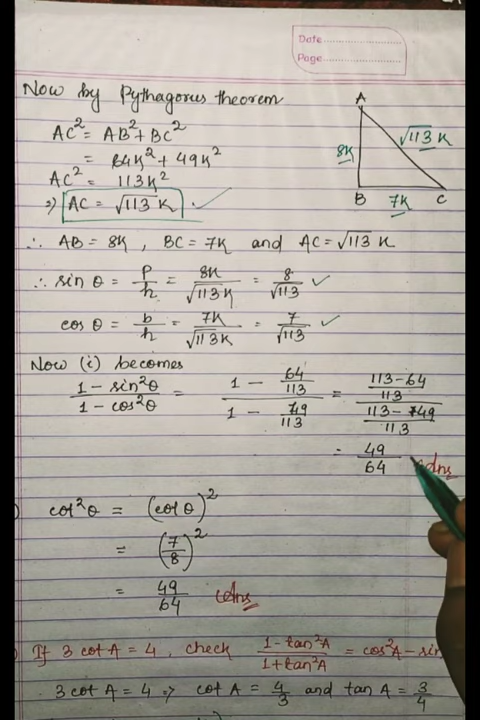 Date
Page
Now by Pythagorus theorem
AC² = AB² + BC²
= 64K² + 49K²
AC² = 113K²
⇒ AC = √113 K
A
8K
√113 K
B
7K
C
∴ AB = 8K , BC = 7K and AC = √113 K
∴ sin θ = p/h = 8K/√113 K = 8/√113
cos θ = b/h = 7K/√113 K = 7/√113
Now (i) becomes
1 - sin²θ / 1 - cos²θ = (1 - 64/113) / (1 - 49/113) = ((113-64)/113) / ((113-49)/113)
= 49/64 Ans
cot²θ = (cot θ)²
= (7/8)²
= 49/64 Ans
If 3 cot A = 4, check (1-tan²A)/(1+tan²A) = cos²A - sin
3 cot A = 4 ⇒ cot A = 4/3 and tan A = 3/4